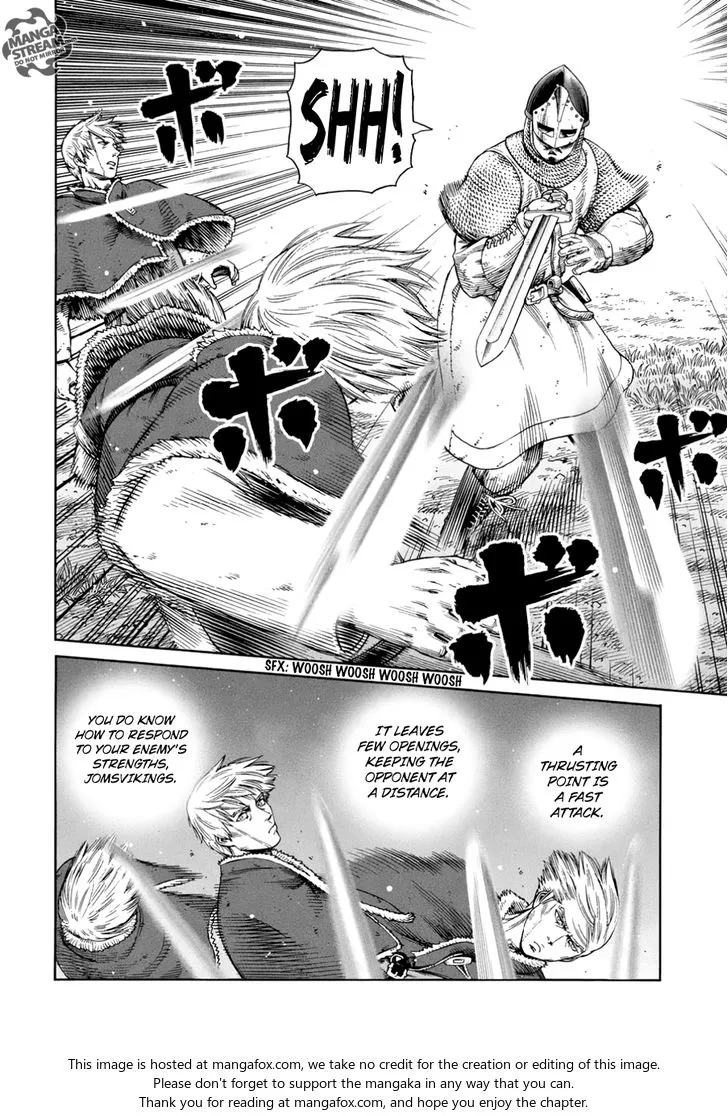 MANGA
STREAM
DO NOT MIRROR
SHH!
ボ
ボ
ボ
ボ
SFX: WOOSH WOOSH WOOSH WOOSH
A
THRUSTING
POINT IS
A FAST
ATTACK.
IT LEAVES
FEW OPENINGS,
KEEPING THE
OPPONENT AT
A DISTANCE.
YOU DO KNOW
HOW TO RESPOND
TO YOUR ENEMY'S
STRENGTHS,
JOMSVIKINGS.
This image is hosted at mangafox.com, we take no credit for the creation or editing of this image.
Please don't forget to support the mangaka in any way that you can.
Thank you for reading at mangafox.com, and hope you enjoy the chapter.